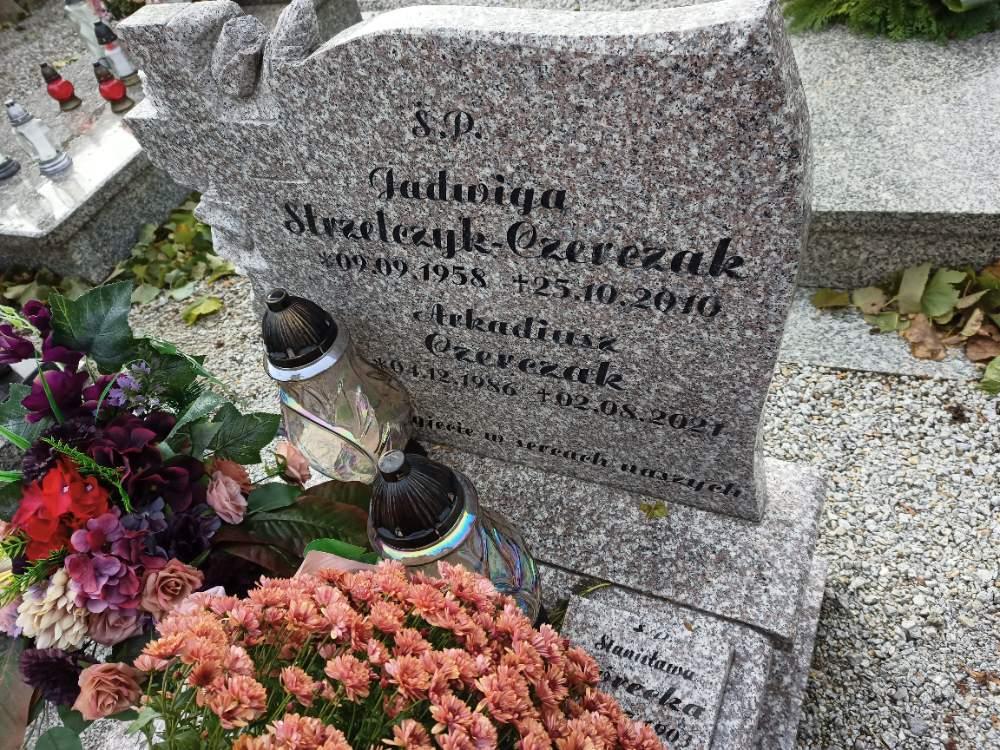 Ś.P.
Jadwiga
Strzelczyk-Czerczak
*09.09.1958 +25.10.2010
Arkadiusz
Czerczak
*04.12.1986 +02.08.2021
w sercach naszych
Ś.P.
Stanisława